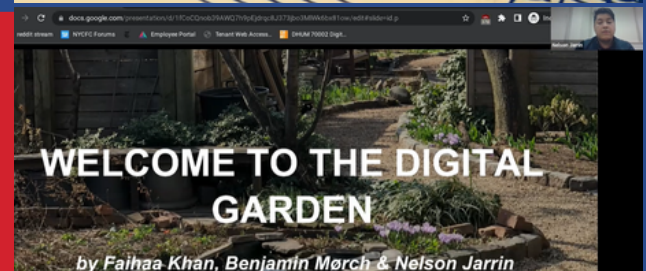 docs.google.com/presentation/d/
reddit stream NYCFC Forums Employee Portal Tenant Web Access... DHUM 70002 Digit...
Nelson Jarrin
WELCOME TO THE DIGITAL
GARDEN
by Faihaa Khan, Benjamin Mørch & Nelson Jarrin